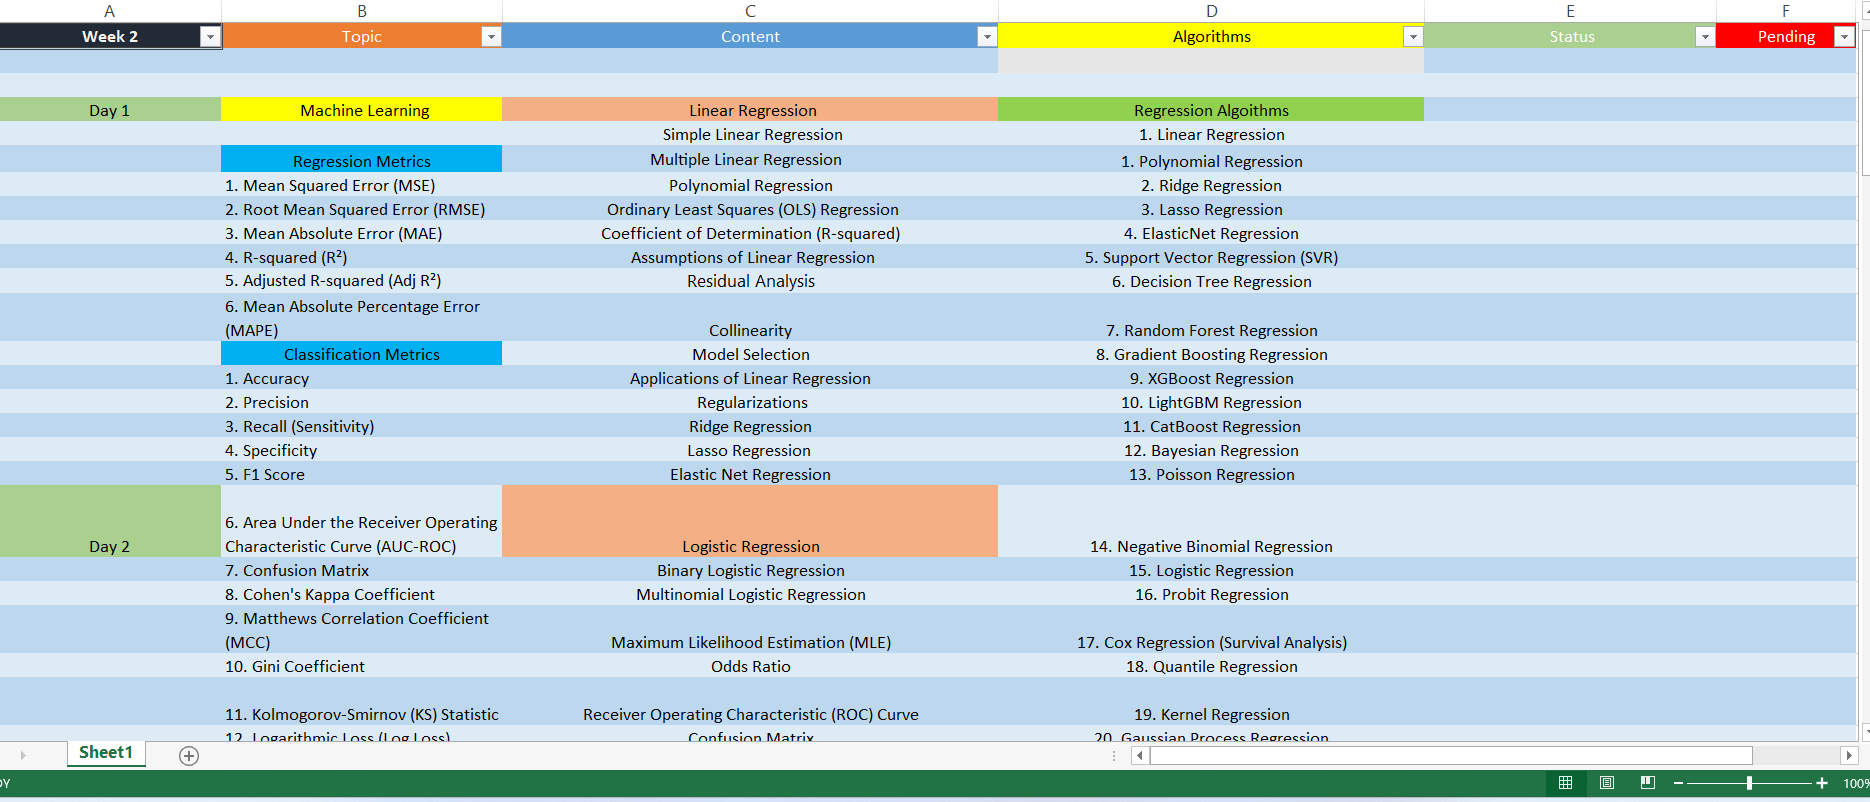 A B C D E F
Week 2 Topic Content Algorithms Status Pending
Day 1 Machine Learning Linear Regression Regression Algoithms
Simple Linear Regression 1. Linear Regression
Regression Metrics Multiple Linear Regression 1. Polynomial Regression
1. Mean Squared Error (MSE) Polynomial Regression 2. Ridge Regression
2. Root Mean Squared Error (RMSE) Ordinary Least Squares (OLS) Regression 3. Lasso Regression
3. Mean Absolute Error (MAE) Coefficient of Determination (R-squared) 4. ElasticNet Regression
4. R-squared (R²) Assumptions of Linear Regression 5. Support Vector Regression (SVR)
5. Adjusted R-squared (Adj R²) Residual Analysis 6. Decision Tree Regression
6. Mean Absolute Percentage Error
(MAPE) Collinearity 7. Random Forest Regression
Classification Metrics Model Selection 8. Gradient Boosting Regression
1. Accuracy Applications of Linear Regression 9. XGBoost Regression
2. Precision Regularizations 10. LightGBM Regression
3. Recall (Sensitivity) Ridge Regression 11. CatBoost Regression
4. Specificity Lasso Regression 12. Bayesian Regression
5. F1 Score Elastic Net Regression 13. Poisson Regression
6. Area Under the Receiver Operating
Day 2 Characteristic Curve (AUC-ROC) Logistic Regression 14. Negative Binomial Regression
7. Confusion Matrix Binary Logistic Regression 15. Logistic Regression
8. Cohen's Kappa Coefficient Multinomial Logistic Regression 16. Probit Regression
9. Matthews Correlation Coefficient
(MCC) Maximum Likelihood Estimation (MLE) 17. Cox Regression (Survival Analysis)
10. Gini Coefficient Odds Ratio 18. Quantile Regression
11. Kolmogorov-Smirnov (KS) Statistic Receiver Operating Characteristic (ROC) Curve 19. Kernel Regression
12. Logarithmic Loss (Log Loss) Confusion Matrix 20. Gaussian Process Regression
Sheet1
100%